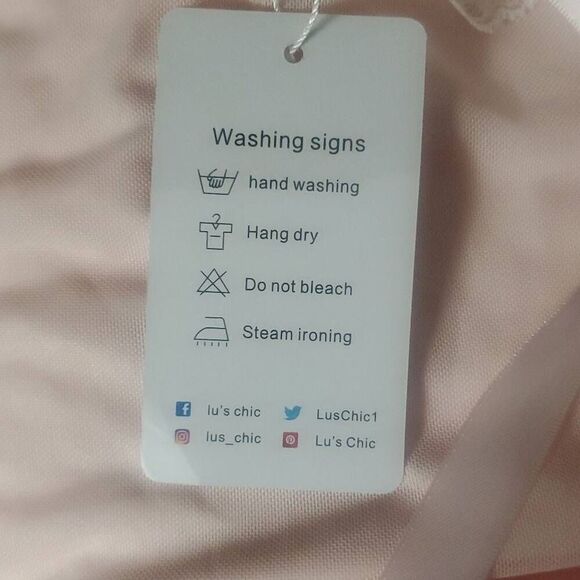 Washing signs
hand washing
Hang dry
Do not bleach
Steam ironing
lu's chic LusChic1
lus_chic Lu's Chic